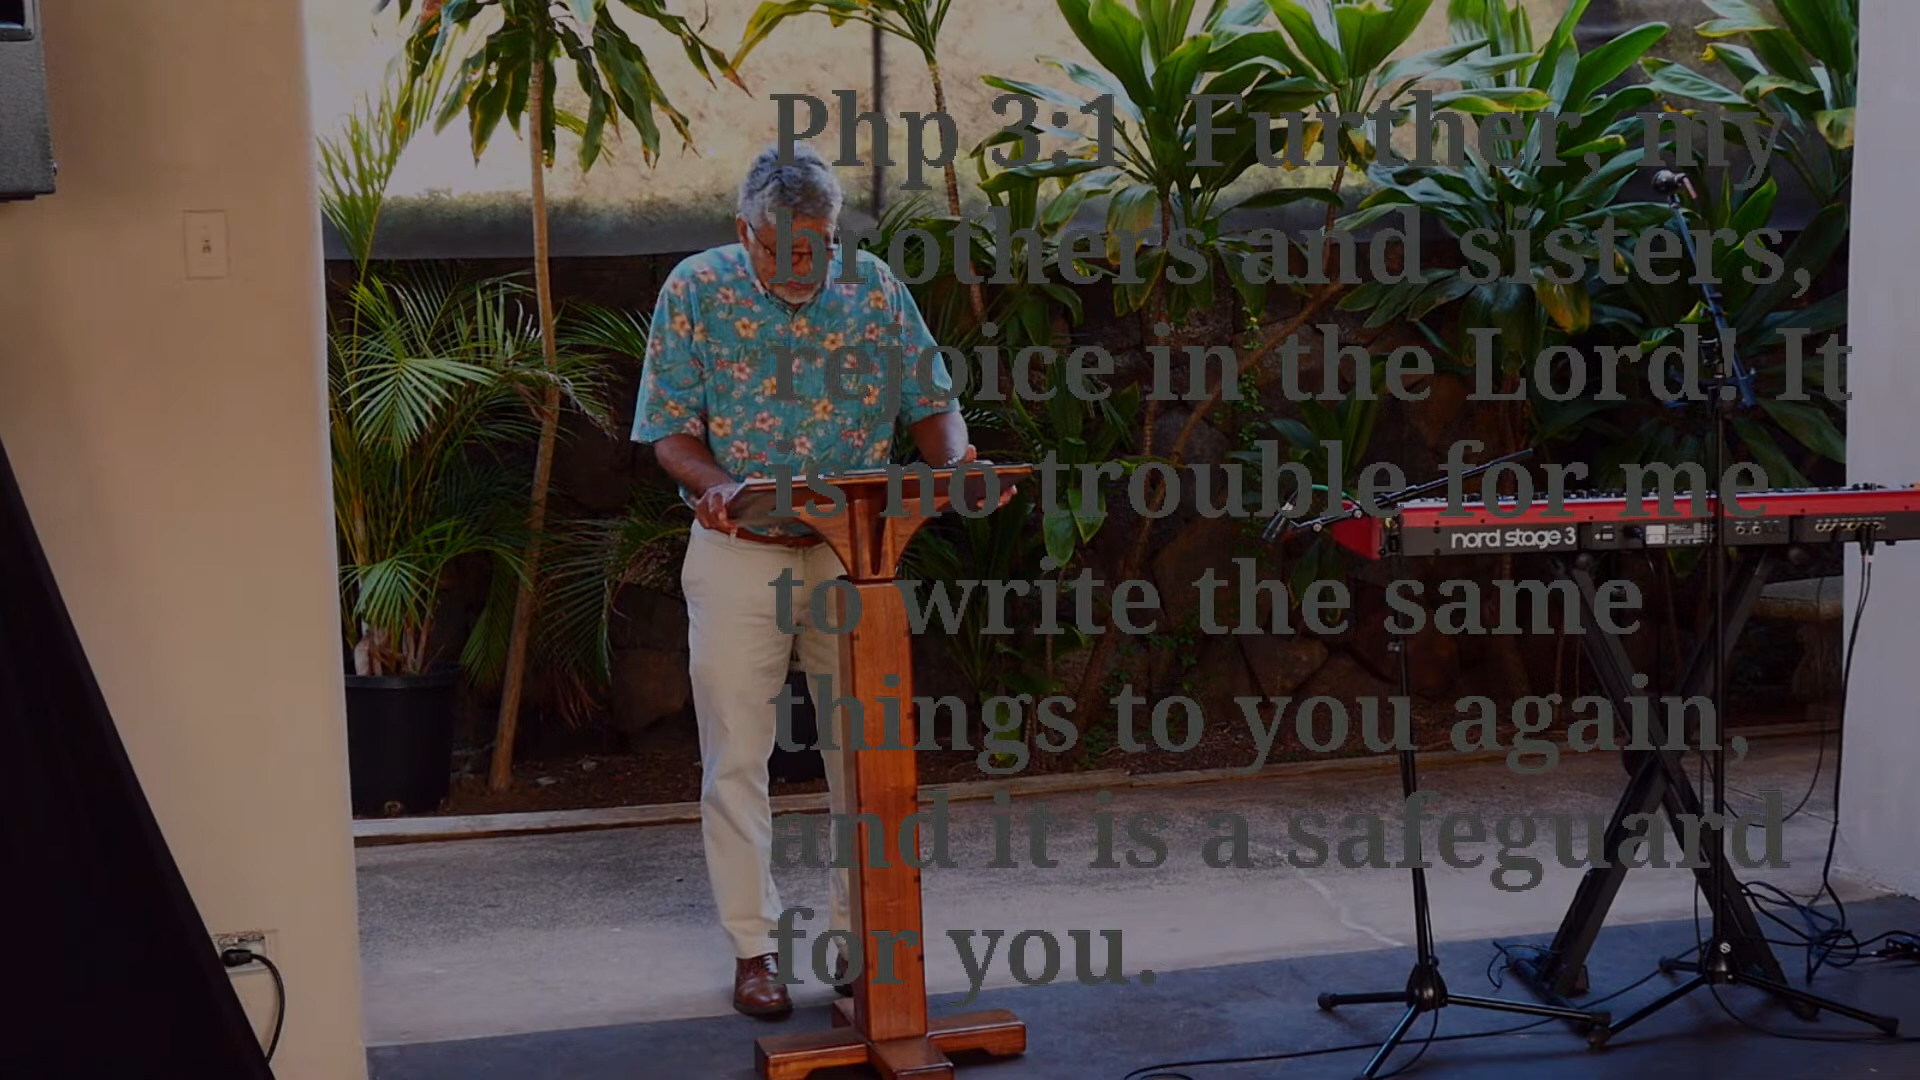 Php 3:1 Further, my
brothers and sisters,
rejoice in the Lord! It
is no trouble for me
to write the same
things to you again,
and it is a safeguard
for you.
nord stage 3